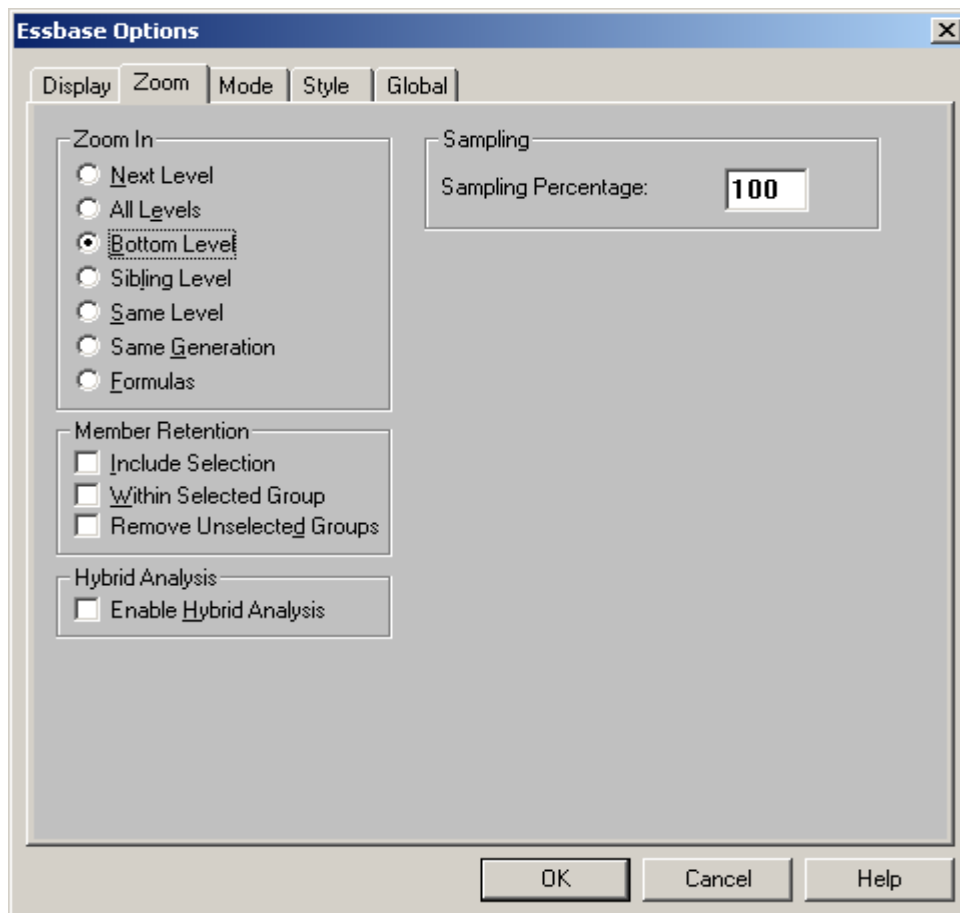 Essbase Options
Display Zoom Mode Style Global
Zoom In
Next Level
All Levels
Bottom Level
Sibling Level
Same Level
Same Generation
Formulas
Member Retention
Include Selection
Within Selected Group
Remove Unselected Groups
Hybrid Analysis
Enable Hybrid Analysis
Sampling
Sampling Percentage: 100
OK Cancel Help